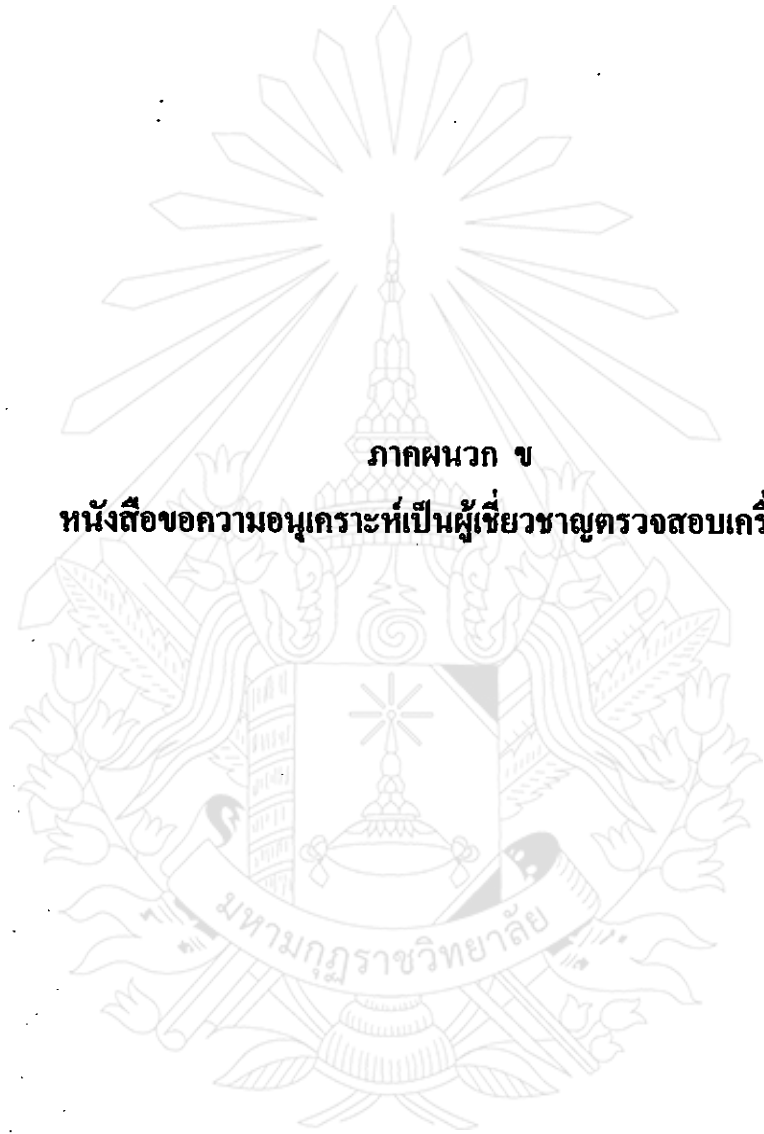 ภาคผนวก ข
หนังสือขอความอนุเคราะห์เป็นผู้เชี่ยวชาญตรวจสอบเครื
มหามกุฏราชวิทยาลัย